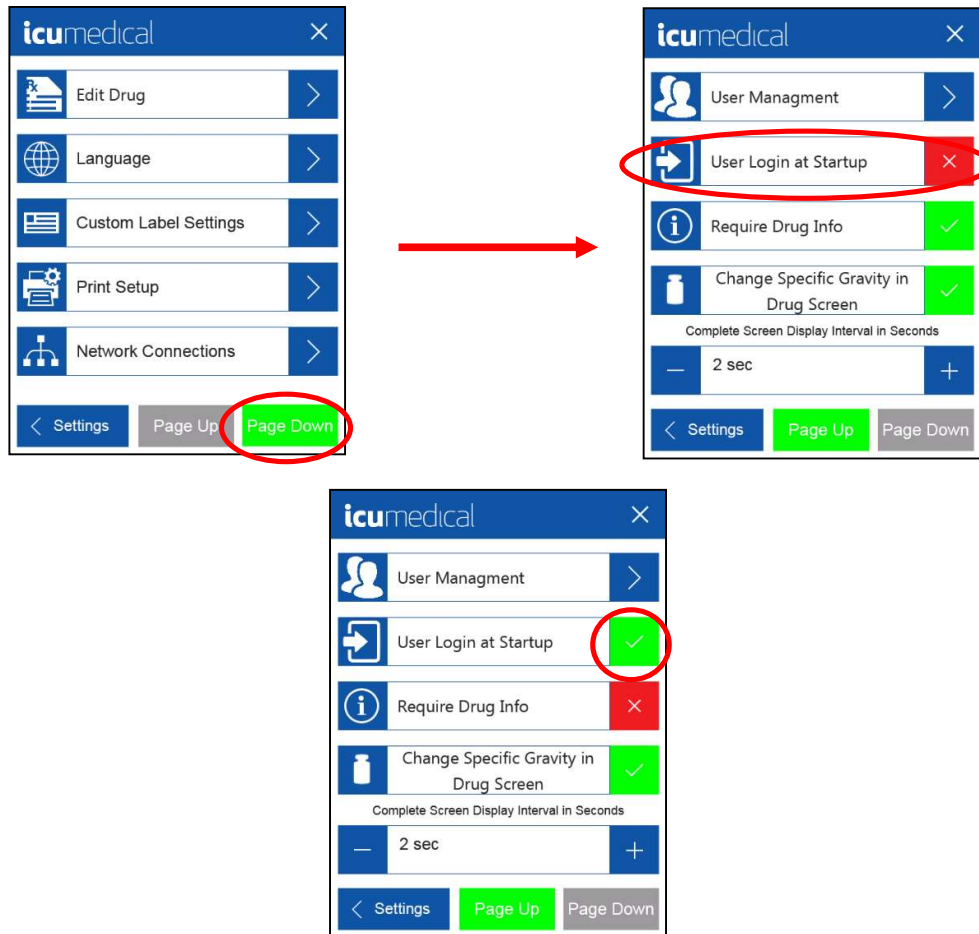 icumedical
Edit Drug
Language
Custom Label Settings
Print Setup
Network Connections
Settings Page Up Page Down
icumedical
User Managment
User Login at Startup
Require Drug Info
Change Specific Gravity in
Drug Screen
Complete Screen Display Interval in Seconds
2 sec
Settings Page Up Page Down
icumedical
User Managment
User Login at Startup
Require Drug Info
Change Specific Gravity in
Drug Screen
Complete Screen Display Interval in Seconds
2 sec
Settings Page Up Page Down